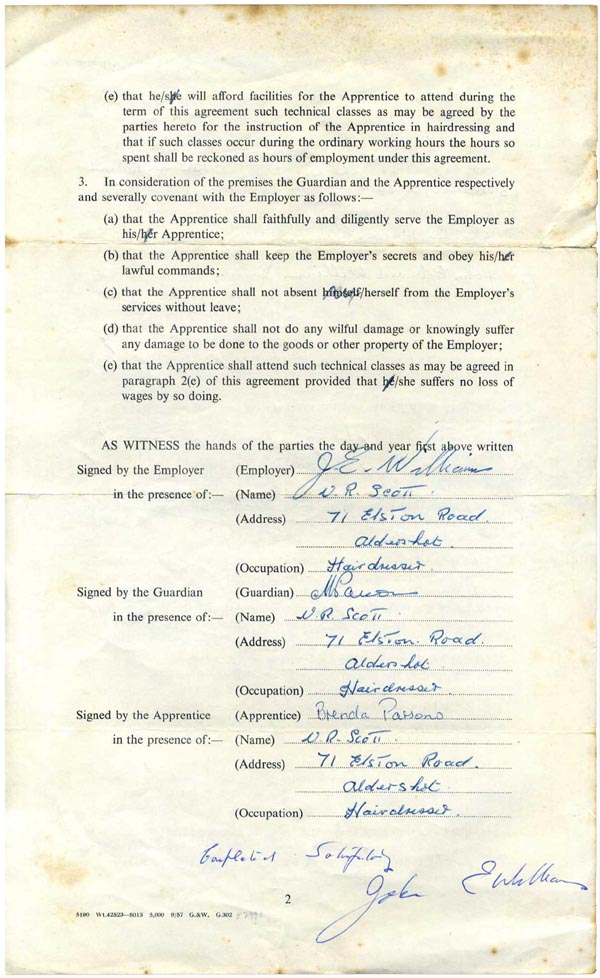 (e) that he/she will afford facilities for the Apprentice to attend during the
term of this agreement such technical classes as may be agreed by the
parties hereto for the instruction of the Apprentice in hairdressing and
that if such classes occur during the ordinary working hours the hours so
spent shall be reckoned as hours of employment under this agreement.
3. In consideration of the premises the Guardian and the Apprentice respectively
and severally covenant with the Employer as follows:—
(a) that the Apprentice shall faithfully and diligently serve the Employer as
his/her Apprentice;
(b) that the Apprentice shall keep the Employer's secrets and obey his/her
lawful commands;
(c) that the Apprentice shall not absent himself/herself from the Employer's
services without leave;
(d) that the Apprentice shall not do any wilful damage or knowingly suffer
any damage to be done to the goods or other property of the Employer;
(e) that the Apprentice shall attend such technical classes as may be agreed in
paragraph 2(e) of this agreement provided that he/she suffers no loss of
wages by so doing.
AS WITNESS the hands of the parties the day and year first above written
Signed by the Employer (Employer) J. E. Williams
in the presence of:— (Name) N. R. Scott.
(Address) 71 Elston Road.
Aldershot.
(Occupation) Hairdresser.
Signed by the Guardian (Guardian)
in the presence of:— (Name) N. R. Scott.
(Address) 71 Elston Road.
Aldershot.
(Occupation) Hairdresser.
Signed by the Apprentice (Apprentice) Brenda Parsons
in the presence of:— (Name) N. R. Scott.
(Address) 71 Elston Road.
Aldershot.
(Occupation) Hairdresser.
Completed Satisfactory
John E Williams
2
5190 Wt.42523—8013 5,000 9/57 G.&W. G.302